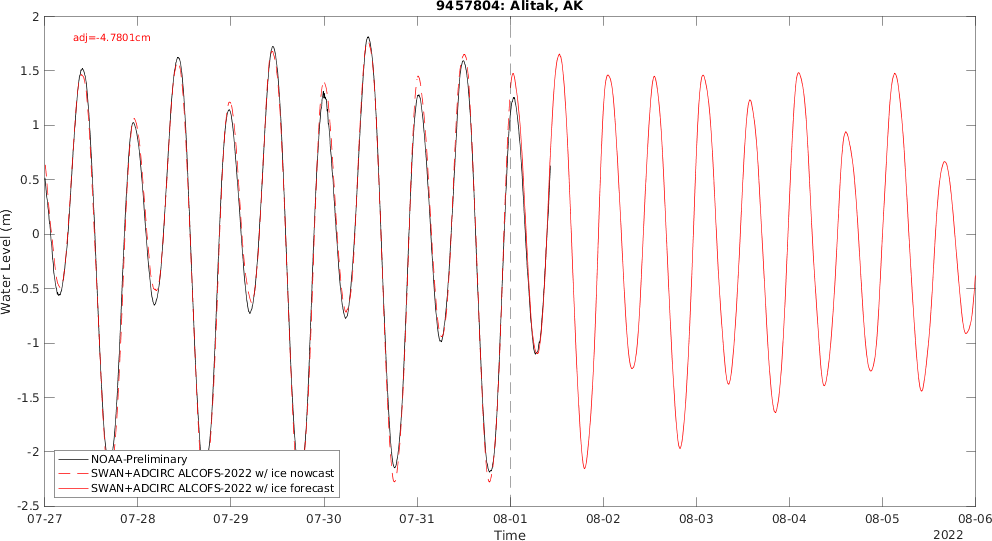 9457804: Alitak, AK
adj=-4.7801cm
2
1.5
1
0.5
0
-0.5
-1
-1.5
-2
-2.5
Water Level (m)
NOAA-Preliminary
SWAN+ADCIRC ALCOFS-2022 w/ ice nowcast
SWAN+ADCIRC ALCOFS-2022 w/ ice forecast
07-27 07-28 07-29 07-30 07-31 08-01 08-02 08-03 08-04 08-05 08-06
Time
2022